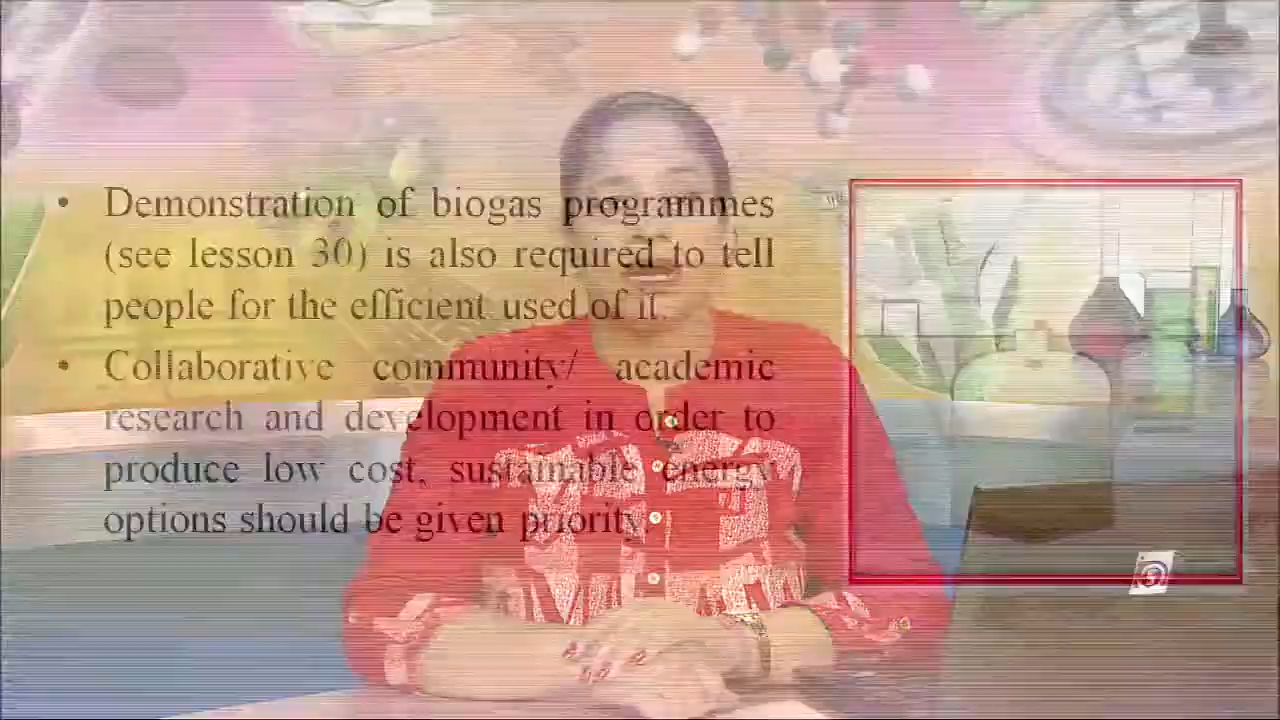 • Demonstration of biogas programmes
(see lesson 30) is also required to tell
people for the efficient used of it.
• Collaborative community/ academic
research and development in order to
produce low cost, sustainable energy
options should be given priority.
5